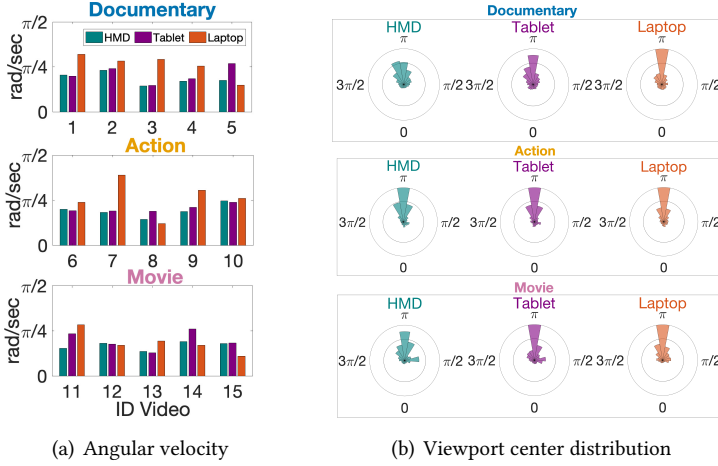 Documentary
π/2
rad/sec
HMD Tablet Laptop
π/4
0
1 2 3 4 5
Action
π/2
rad/sec
π/4
0
6 7 8 9 10
Movie
π/2
rad/sec
π/4
0
11 12 13 14 15
ID Video
(a) Angular velocity
Documentary
HMD Tablet Laptop
π π π
3π/2 π/2 3π/2 π/2 3π/2 π/2
0 0 0
Action
HMD Tablet Laptop
π π π
3π/2 π/2 3π/2 π/2 3π/2 π/2
0 0 0
Movie
HMD Tablet Laptop
π π π
3π/2 π/2 3π/2 π/2 3π/2 π/2
0 0 0
(b) Viewport center distribution